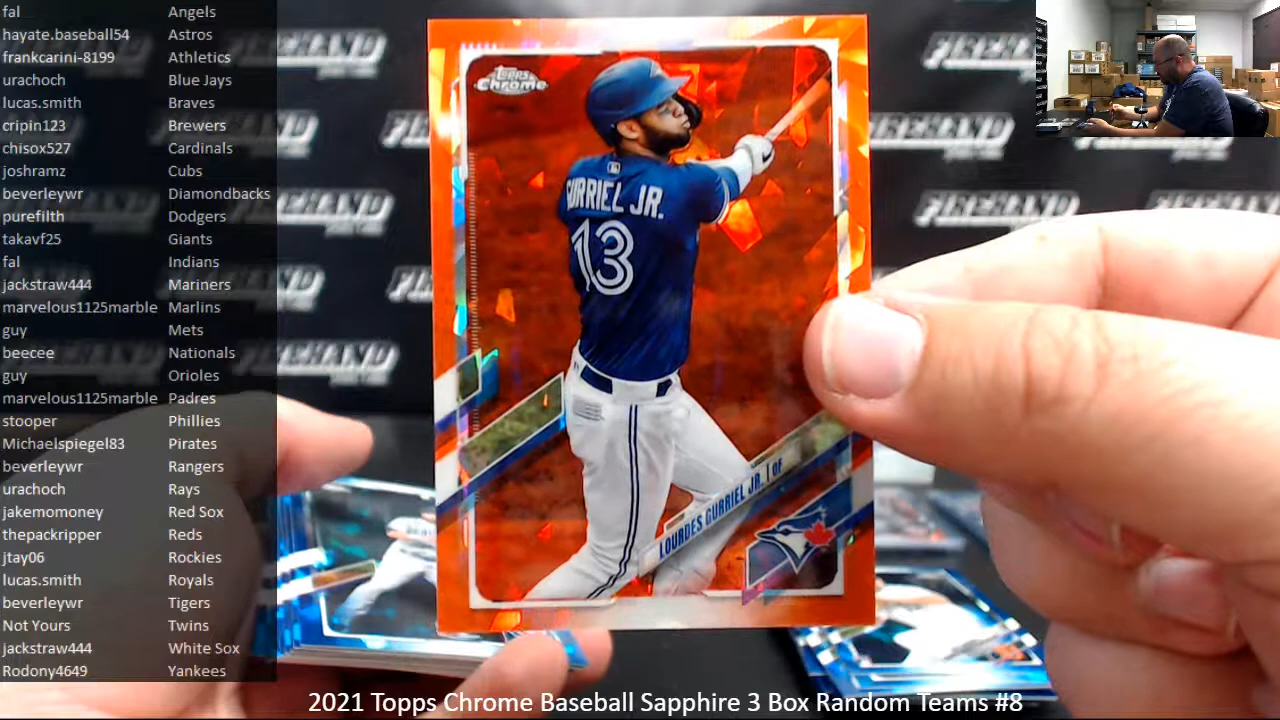 fal Angels
hayate.baseball54 Astros
frankcarini-8199 Athletics
urachoch Blue Jays
lucas.smith Braves
cripin123 Brewers
chisox527 Cardinals
joshramz Cubs
beverleywr Diamondbacks
purefilth Dodgers
takavf25 Giants
fal Indians
jackstraw444 Mariners
marvelous1125marble Marlins
guy Mets
beecee Nationals
guy Orioles
marvelous1125marble Padres
stooper Phillies
Michaelspiegel83 Pirates
beverleywr Rangers
urachoch Rays
jakemomoney Red Sox
thepackripper Reds
jtay06 Rockies
lucas.smith Royals
beverleywr Tigers
Not Yours Twins
jackstraw444 White Sox
Rodony4649 Yankees
Topps
Chrome
GURRIEL JR.
13
LOURDES GURRIEL JR. | OF
FIREHAND
FIREHAND
2021 Topps Chrome Baseball Sapphire 3 Box Random Teams #8